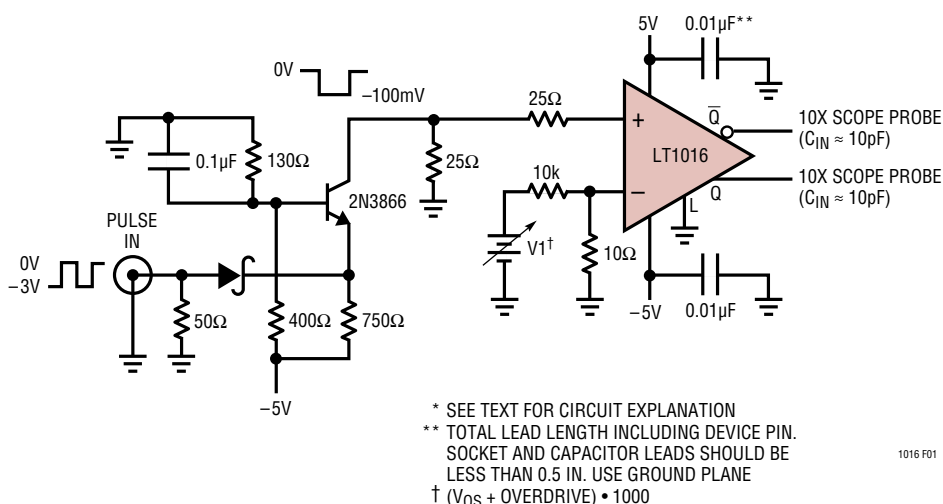 5V
0.01µF**
0V
–100mV
25Ω
+
Q̅
10X SCOPE PROBE
(CIN ≈ 10pF)
LT1016
25Ω
0.1µF
130Ω
10k
–
Q
10X SCOPE PROBE
(CIN ≈ 10pF)
L
2N3866
PULSE
IN
V1†
10Ω
0V
–3V
–5V
0.01µF
50Ω
400Ω
750Ω
–5V
* SEE TEXT FOR CIRCUIT EXPLANATION
** TOTAL LEAD LENGTH INCLUDING DEVICE PIN.
SOCKET AND CAPACITOR LEADS SHOULD BE
LESS THAN 0.5 IN. USE GROUND PLANE
† (VOS + OVERDRIVE) • 1000
1016 F01